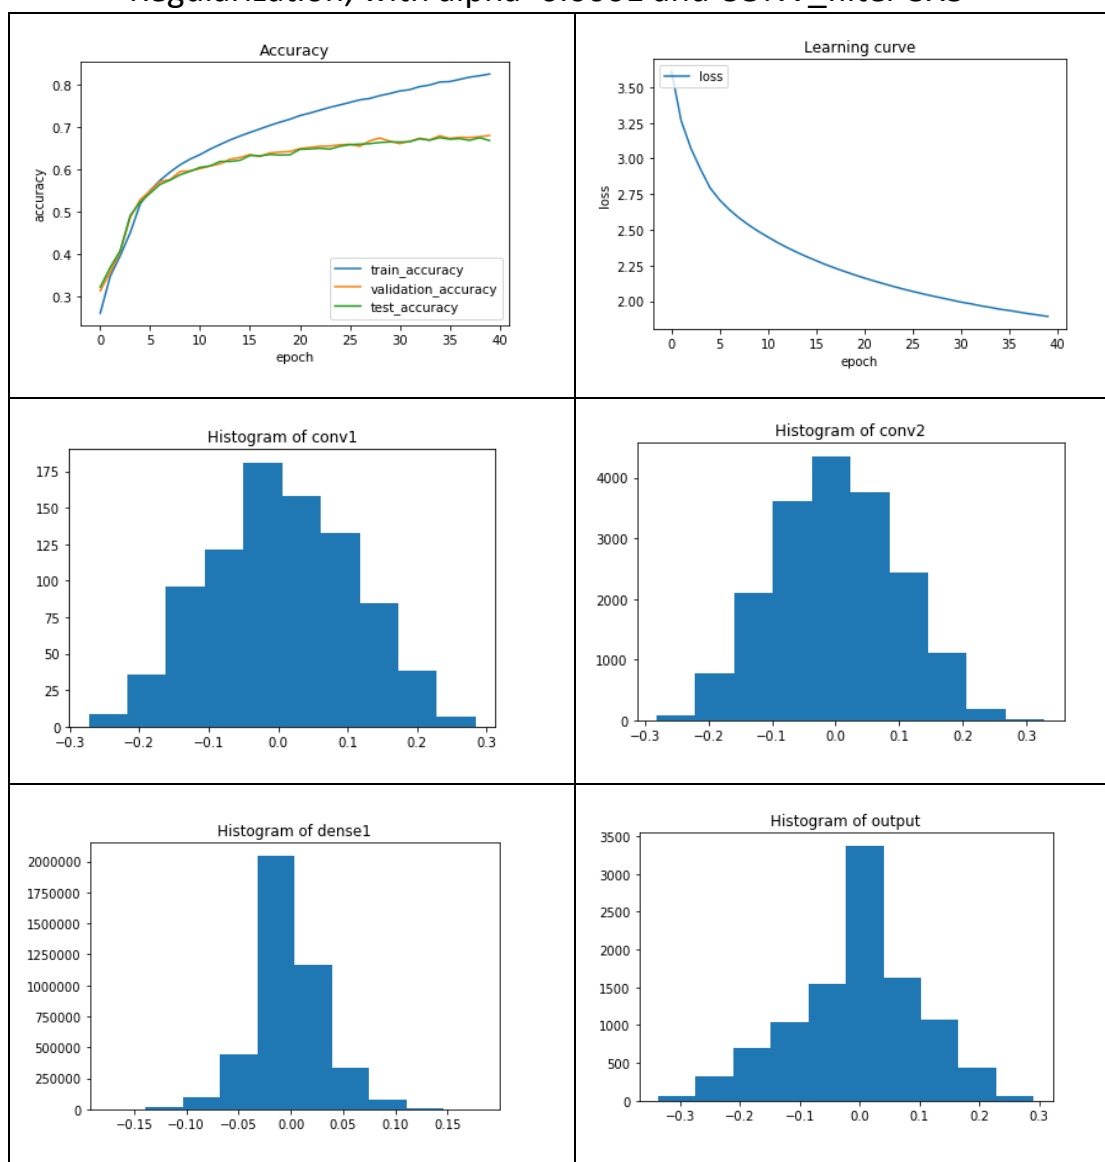 Accuracy
0.8
0.7
0.6
0.5
0.4
0.3
accuracy
train_accuracy
validation_accuracy
test_accuracy
0 5 10 15 20 25 30 35 40
epoch
Learning curve
loss
3.50
3.25
3.00
2.75
2.50
2.25
2.00
loss
0 5 10 15 20 25 30 35 40
epoch
Histogram of conv1
175
150
125
100
75
50
25
0
−0.3 −0.2 −0.1 0.0 0.1 0.2 0.3
Histogram of conv2
4000
3000
2000
1000
0
−0.3 −0.2 −0.1 0.0 0.1 0.2 0.3
Histogram of dense1
2000000
1750000
1500000
1250000
1000000
750000
500000
250000
0
−0.15 −0.10 −0.05 0.00 0.05 0.10 0.15
Histogram of output
3500
3000
2500
2000
1500
1000
500
0
−0.3 −0.2 −0.1 0.0 0.1 0.2 0.3